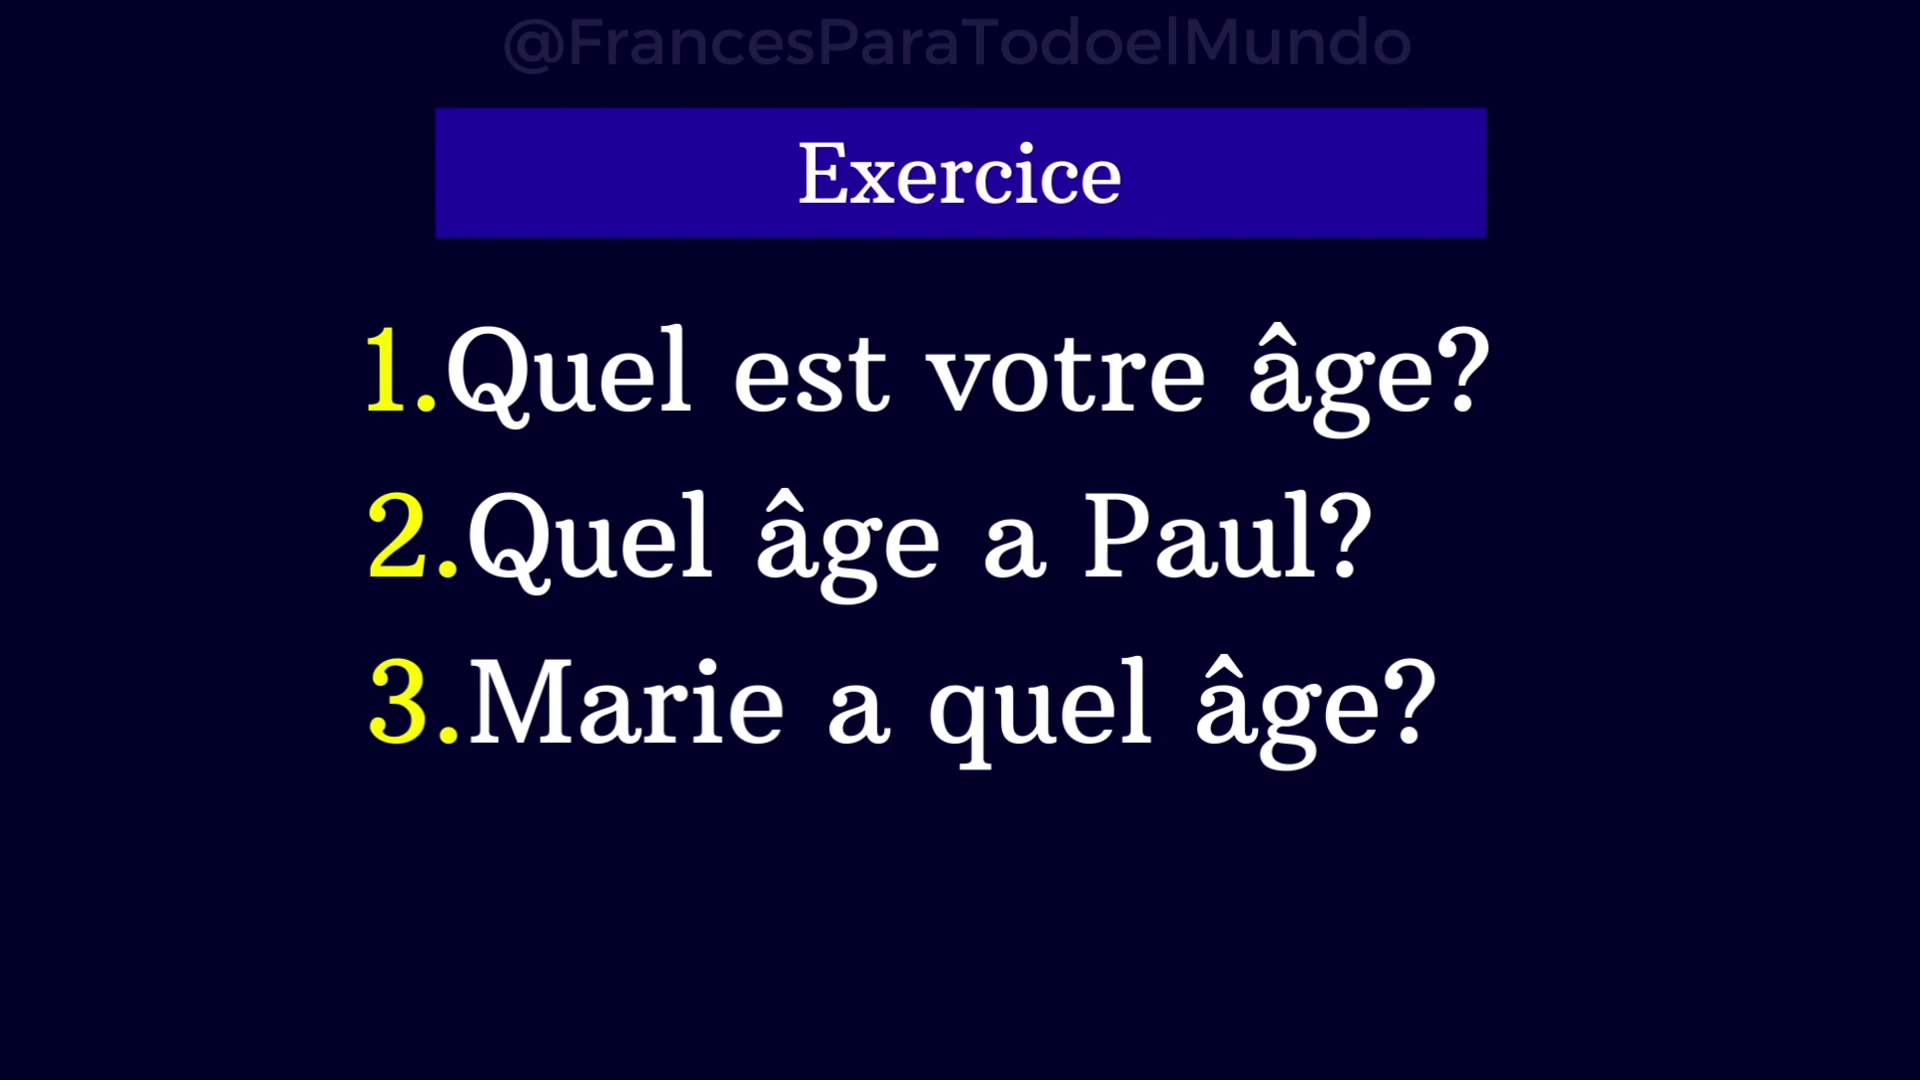 @FrancesParaTodoelMundo
Exercice
1.Quel est votre âge?
2.Quel âge a Paul?
3.Marie a quel âge?